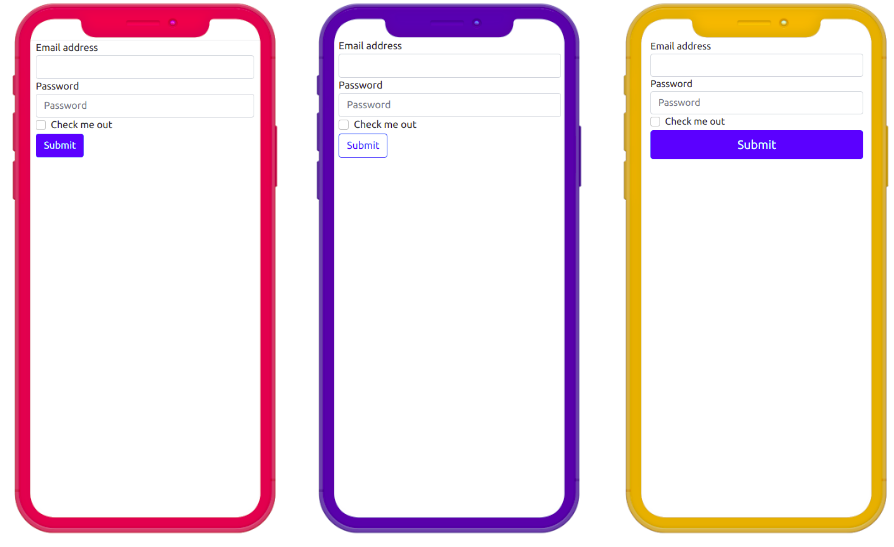 Email address
Password
Password
Check me out
Submit
Email address
Password
Password
Check me out
Submit
Email address
Password
Password
Check me out
Submit